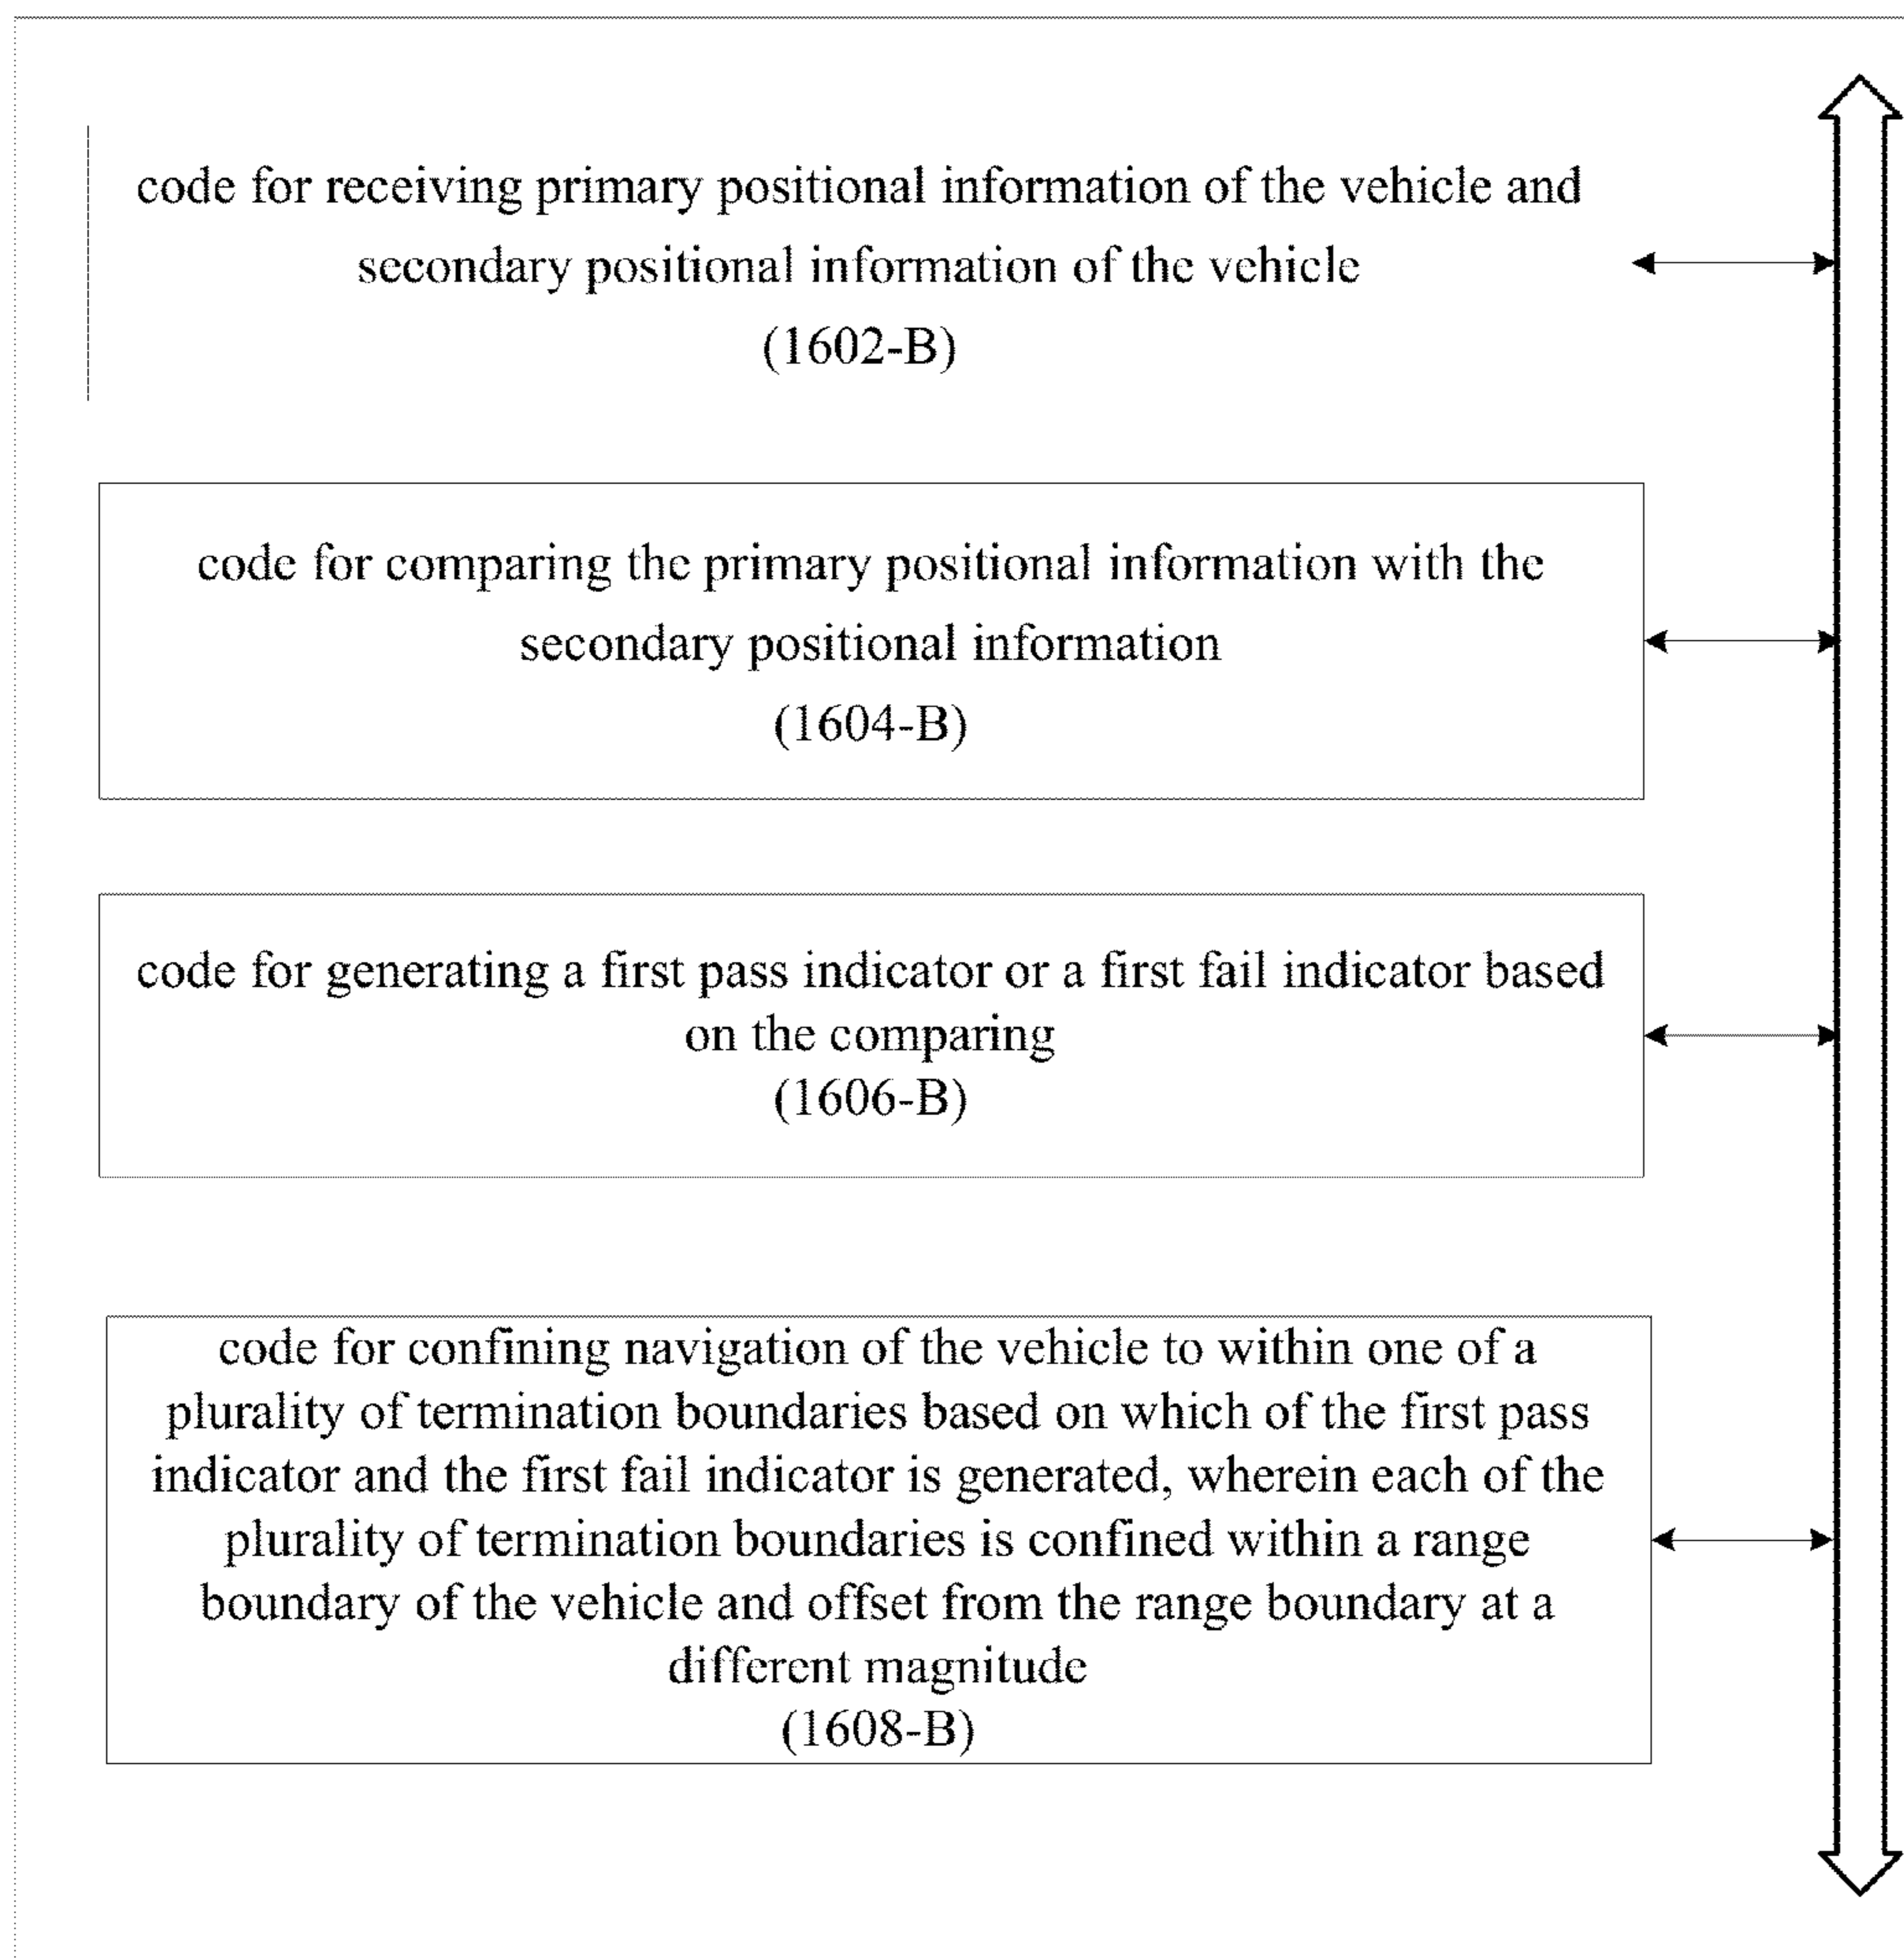 code for receiving primary positional information of the vehicle and
secondary positional information of the vehicle
(1602-B)
code for comparing the primary positional information with the
secondary positional information
(1604-B)
code for generating a first pass indicator or a first fail indicator based
on the comparing
(1606-B)
code for confining navigation of the vehicle to within one of a
plurality of termination boundaries based on which of the first pass
indicator and the first fail indicator is generated, wherein each of the
plurality of termination boundaries is confined within a range
boundary of the vehicle and offset from the range boundary at a
different magnitude
(1608-B)